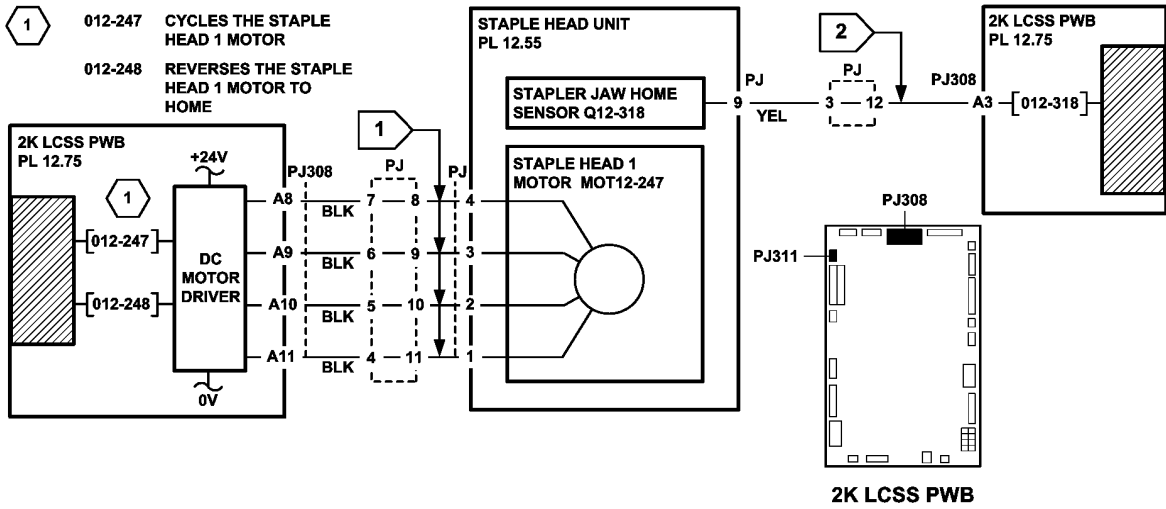 1
012-247 CYCLES THE STAPLE
HEAD 1 MOTOR
012-248 REVERSES THE STAPLE
HEAD 1 MOTOR TO
HOME
2K LCSS PWB
PL 12.75
+24V
1
012-247
012-248
DC
MOTOR
DRIVER
0V
PJ308
A8 BLK 7 8 4
A9 BLK 6 9 3
A10 BLK 5 10 2
A11 BLK 4 11 1
PJ
1
PJ
STAPLE HEAD UNIT
PL 12.55
STAPLER JAW HOME
SENSOR Q12-318
STAPLE HEAD 1
MOTOR MOT12-247
PJ
9 YEL
PJ
3 12
2
PJ308
A3 012-318
2K LCSS PWB
PL 12.75
PJ308
PJ311
2K LCSS PWB